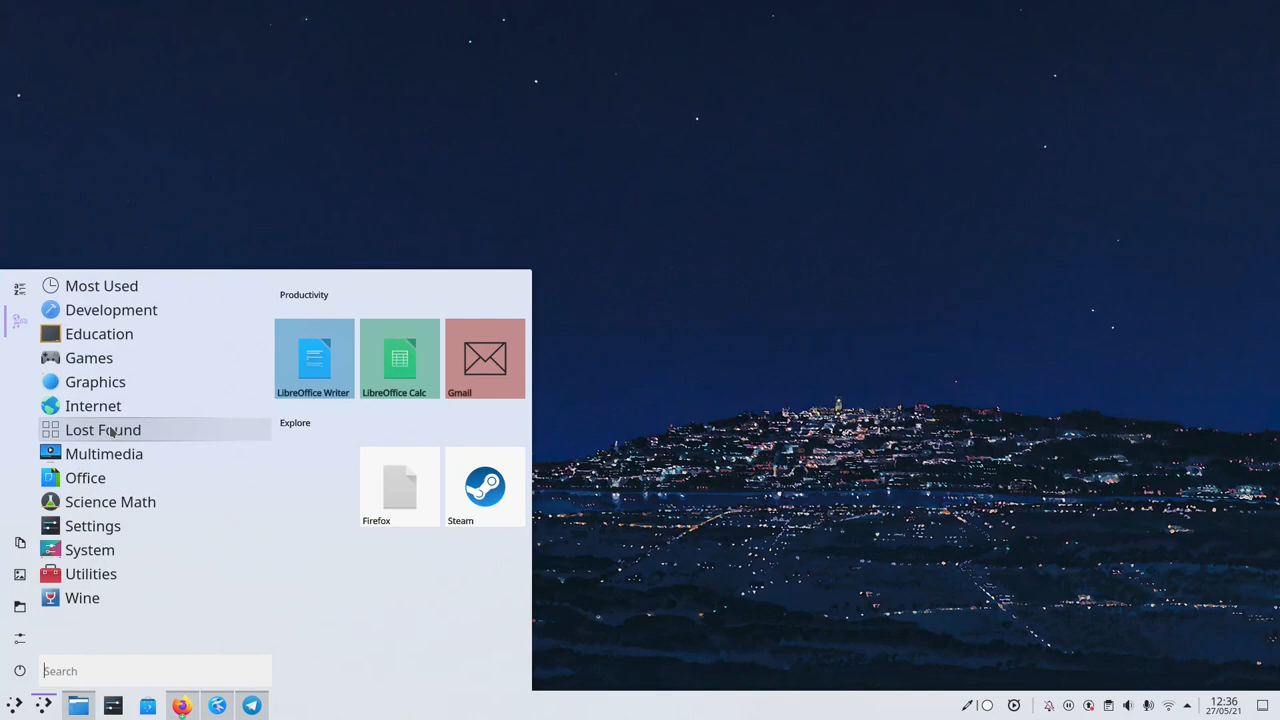 Most Used
Development
Education
Games
Graphics
Internet
Lost Found
Multimedia
Office
Science Math
Settings
System
Utilities
Wine
Search
Productivity
LibreOffice Writer
LibreOffice Calc
Gmail
Explore
Firefox
Steam
12:36
27/05/21